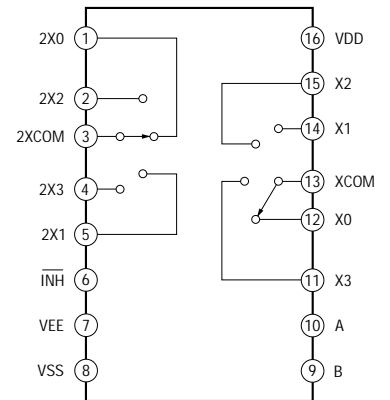 2X0 1
2X2 2
2XCOM 3
2X3 4
2X1 5
INH 6
VEE 7
VSS 8
16 VDD
15 X2
14 X1
13 XCOM
12 X0
11 X3
10 A
9 B